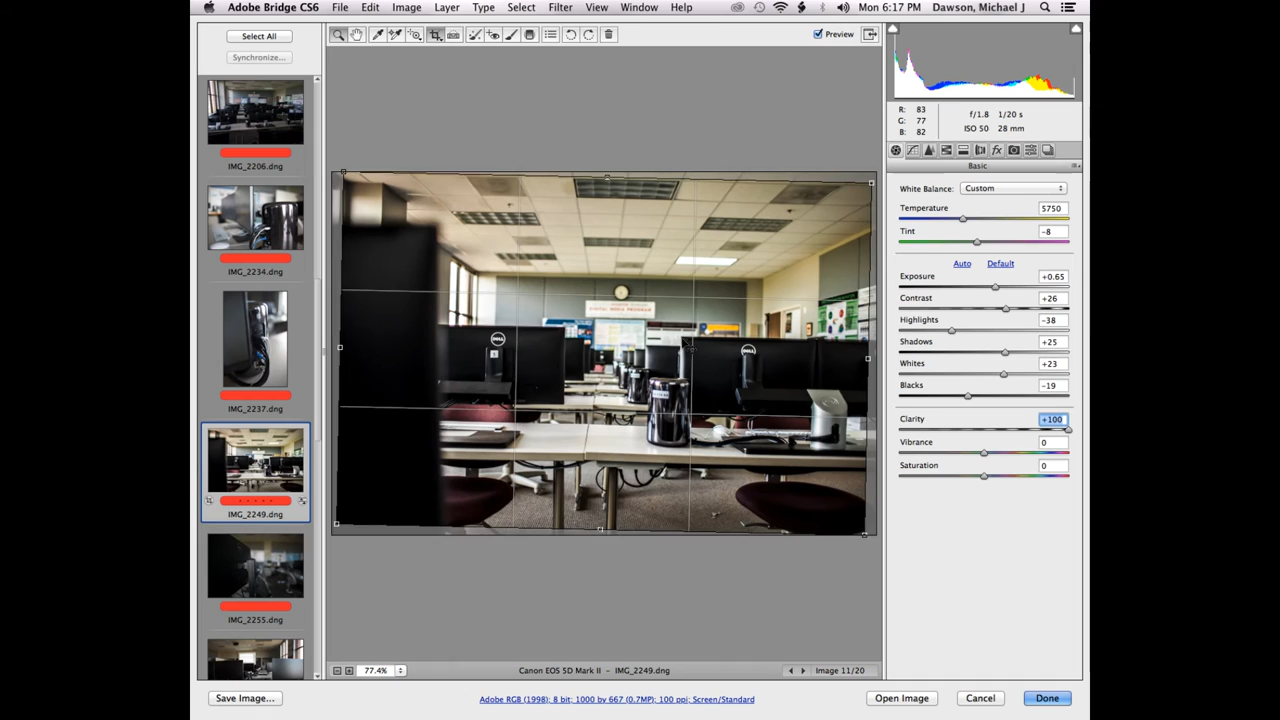 Adobe Bridge CS6 File Edit Image Layer Type Select Filter View Window Help Mon 6:17 PM Dawson, Michael J
Select All
Synchronize...
Preview
IMG_2206.dng
IMG_2234.dng
IMG_2237.dng
IMG_2249.dng
IMG_2255.dng
DIGITAL MEDIA PROGRAM
DELL
DELL
R: 83
G: 77
B: 82
f/1.8 1/20 s
ISO 50 28 mm
Basic
White Balance: Custom
Temperature 5750
Tint -8
Auto Default
Exposure +0.65
Contrast +26
Highlights -38
Shadows +25
Whites +23
Blacks -19
Clarity +100
Vibrance 0
Saturation 0
77.4% Canon EOS 5D Mark II - IMG_2249.dng Image 11/20
Save Image... Adobe RGB (1998); 8 bit; 1000 by 667 (0.7MP); 100 ppi; Screen/Standard Open Image Cancel Done